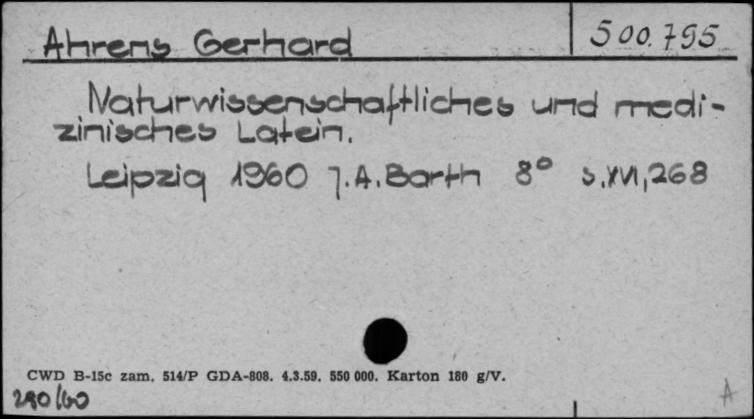 Ahrens Gerhard
500.795
Naturwissenschaftliches und medi-
zinisches Latein.
Leipzig 1960 J.A. Barth 8° s. XVI, 268
CWD B-15c zam. 514/P GDA-808. 4.3.59. 550 000. Karton 180 g/V.
290/60
A